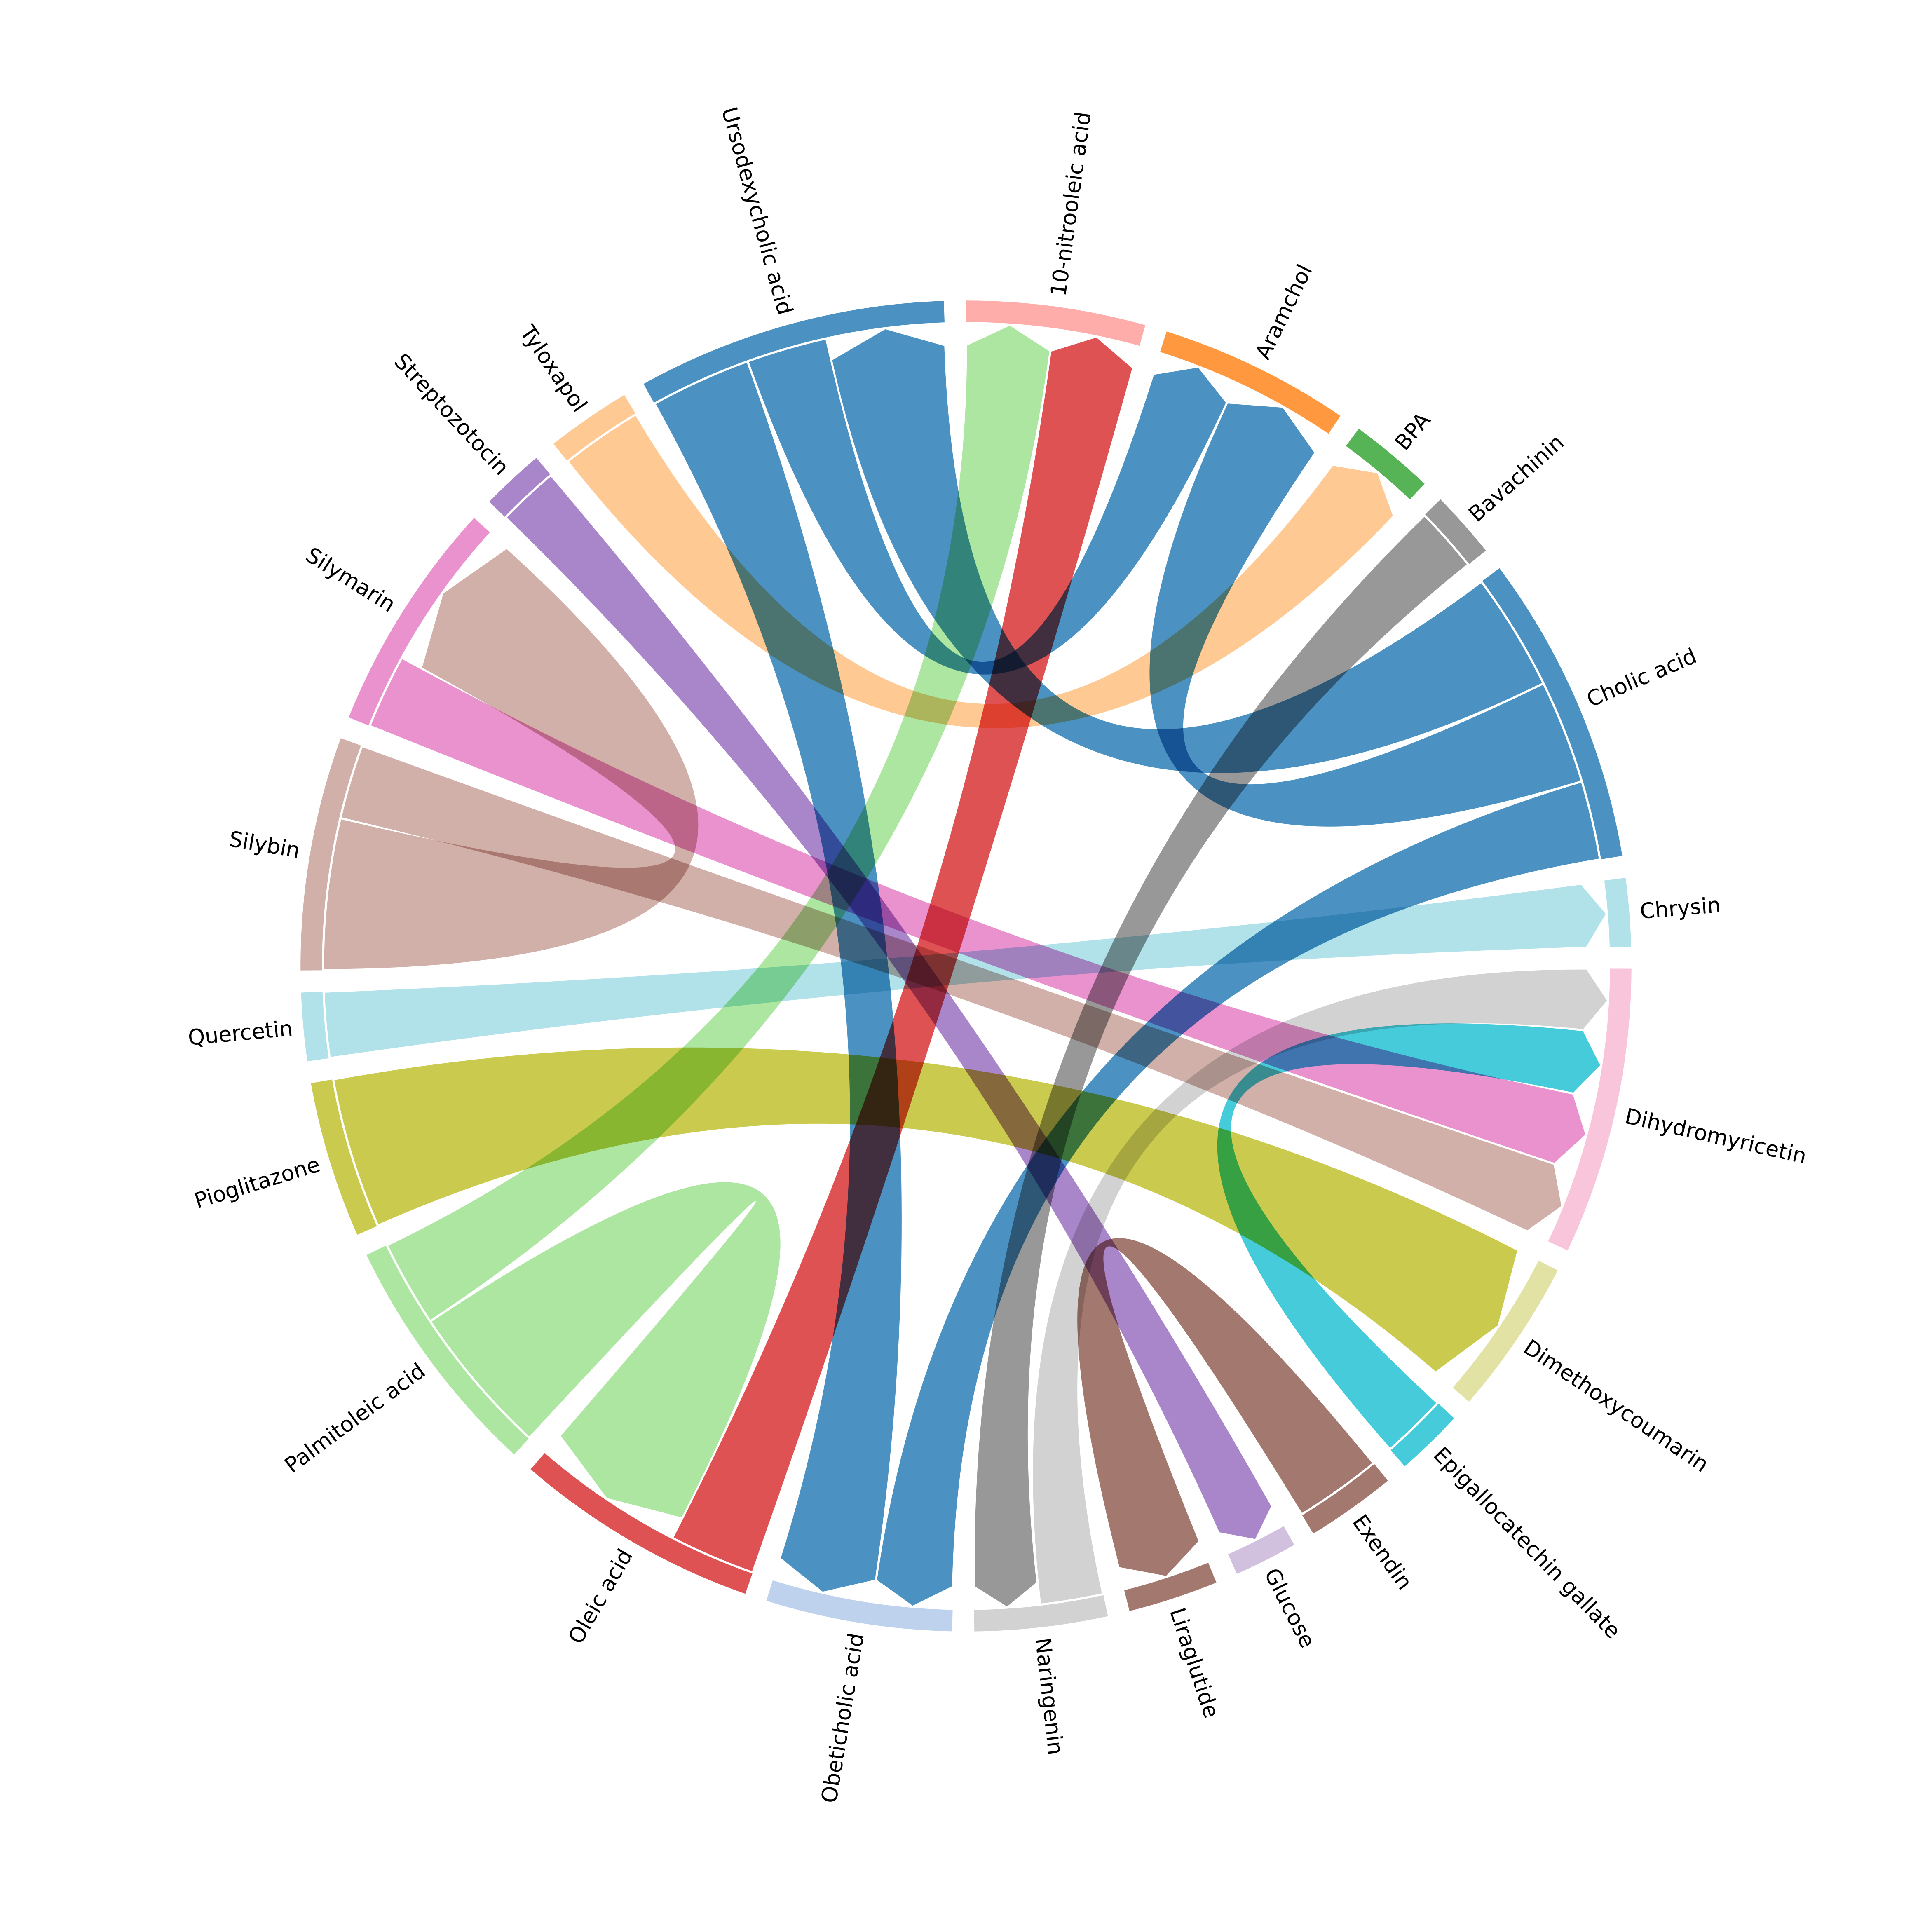 10-nitrooleic acid
Aramchol
BPA
Bavachinin
Cholic acid
Chrysin
Dihydromyricetin
Dimethoxycoumarin
Epigallocatechin gallate
Exendin
Glucose
Liraglutide
Naringenin
Obeticholic acid
Oleic acid
Palmitoleic acid
Pioglitazone
Quercetin
Silybin
Silymarin
Streptozotocin
Tyloxapol
Ursodexycholic acid